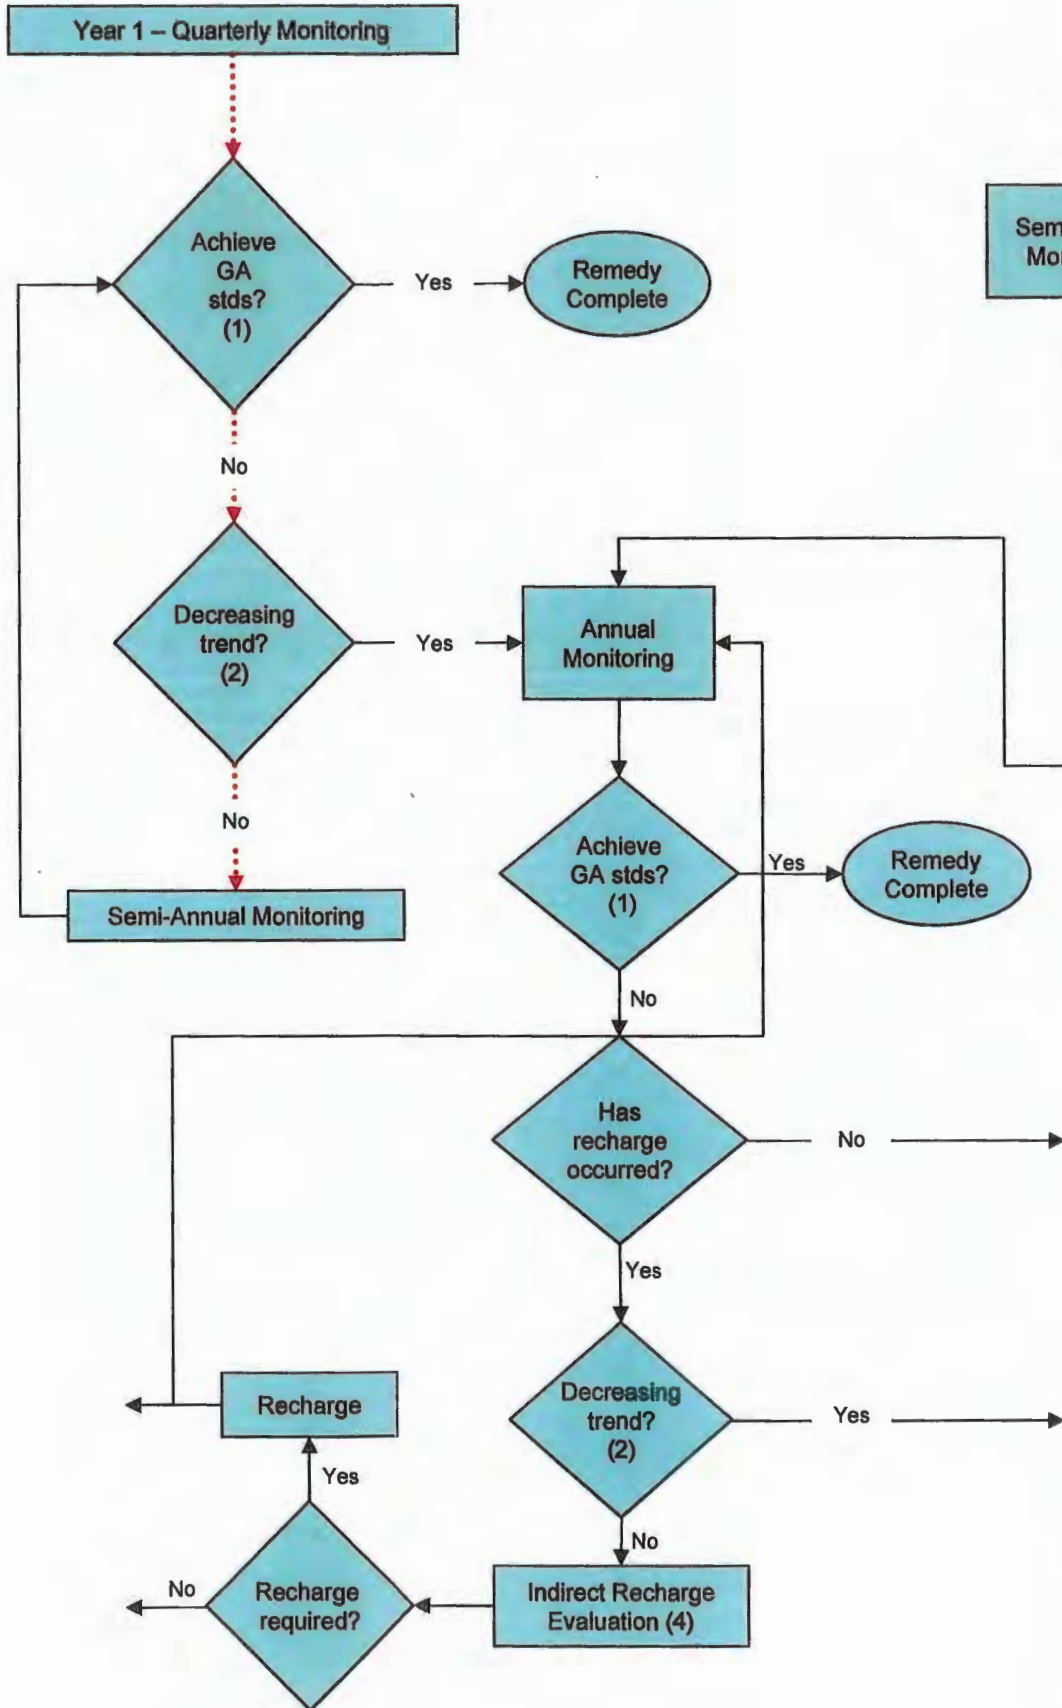 Year 1 – Quarterly Monitoring
Achieve
GA
stds?
(1)
Yes
Remedy
Complete
No
Decreasing
trend?
(2)
Yes
Annual
Monitoring
No
Semi-Annual Monitoring
Achieve
GA stds?
(1)
Yes
Remedy
Complete
No
Has
recharge
occurred?
No
Yes
Decreasing
trend?
(2)
Yes
No
Indirect Recharge
Evaluation (4)
Recharge
required?
Yes
Recharge
No